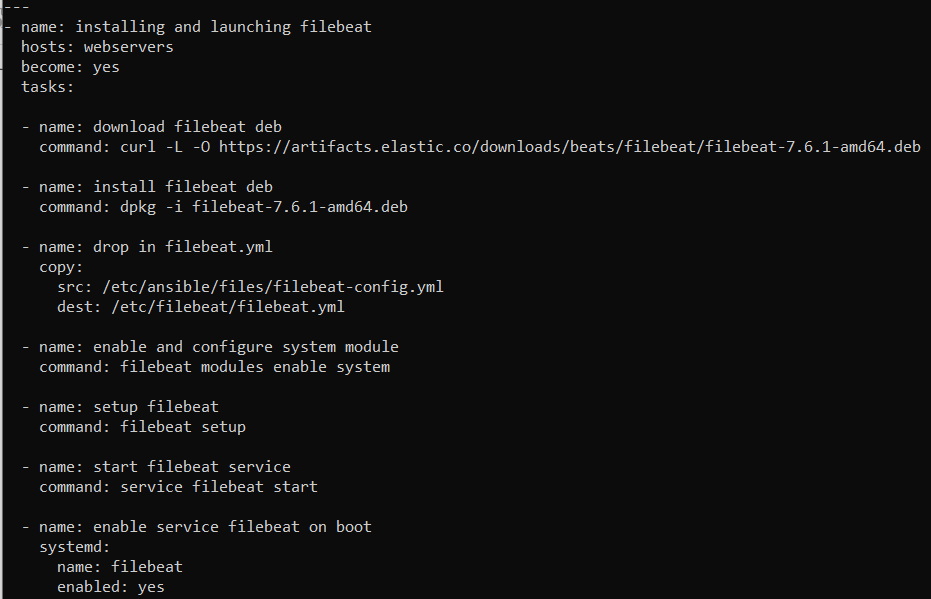 ---
- name: installing and launching filebeat
  hosts: webservers
  become: yes
  tasks:

  - name: download filebeat deb
    command: curl -L -O https://artifacts.elastic.co/downloads/beats/filebeat/filebeat-7.6.1-amd64.deb

  - name: install filebeat deb
    command: dpkg -i filebeat-7.6.1-amd64.deb

  - name: drop in filebeat.yml
    copy:
      src: /etc/ansible/files/filebeat-config.yml
      dest: /etc/filebeat/filebeat.yml

  - name: enable and configure system module
    command: filebeat modules enable system

  - name: setup filebeat
    command: filebeat setup

  - name: start filebeat service
    command: service filebeat start

  - name: enable service filebeat on boot
    systemd:
      name: filebeat
      enabled: yes